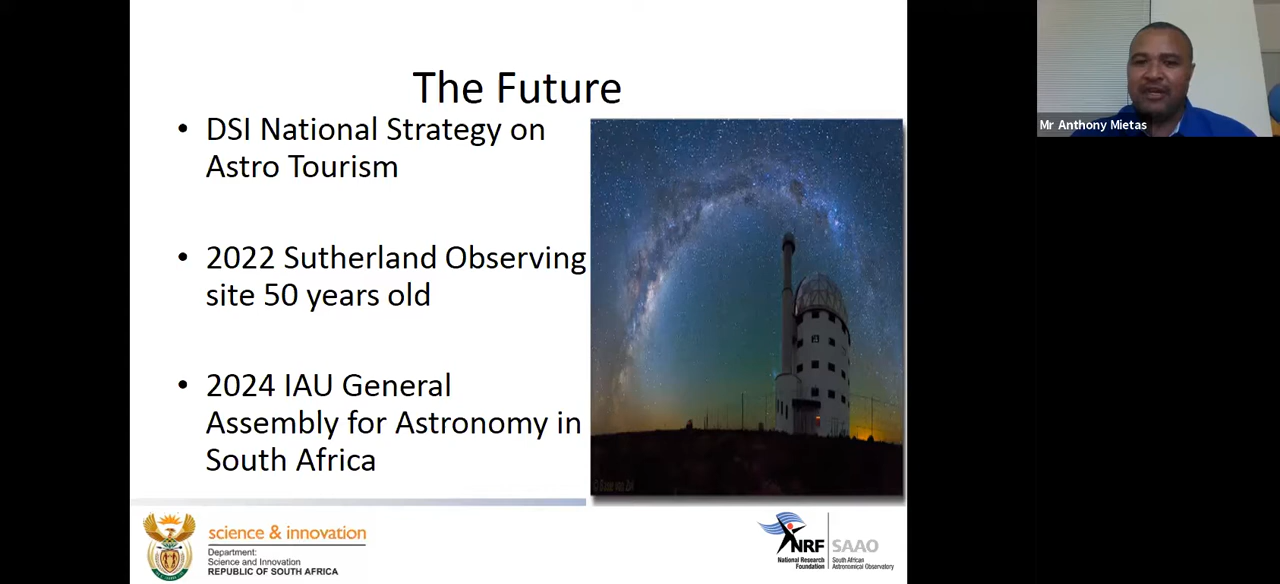 The Future
• DSI National Strategy on
Astro Tourism
• 2022 Sutherland Observing
site 50 years old
• 2024 IAU General
Assembly for Astronomy in
South Africa
science & innovation
Department:
Science and Innovation
REPUBLIC OF SOUTH AFRICA
NRF
National Research
Foundation
SAAO
South African
Astronomical Observatory
Mr Anthony Mietas